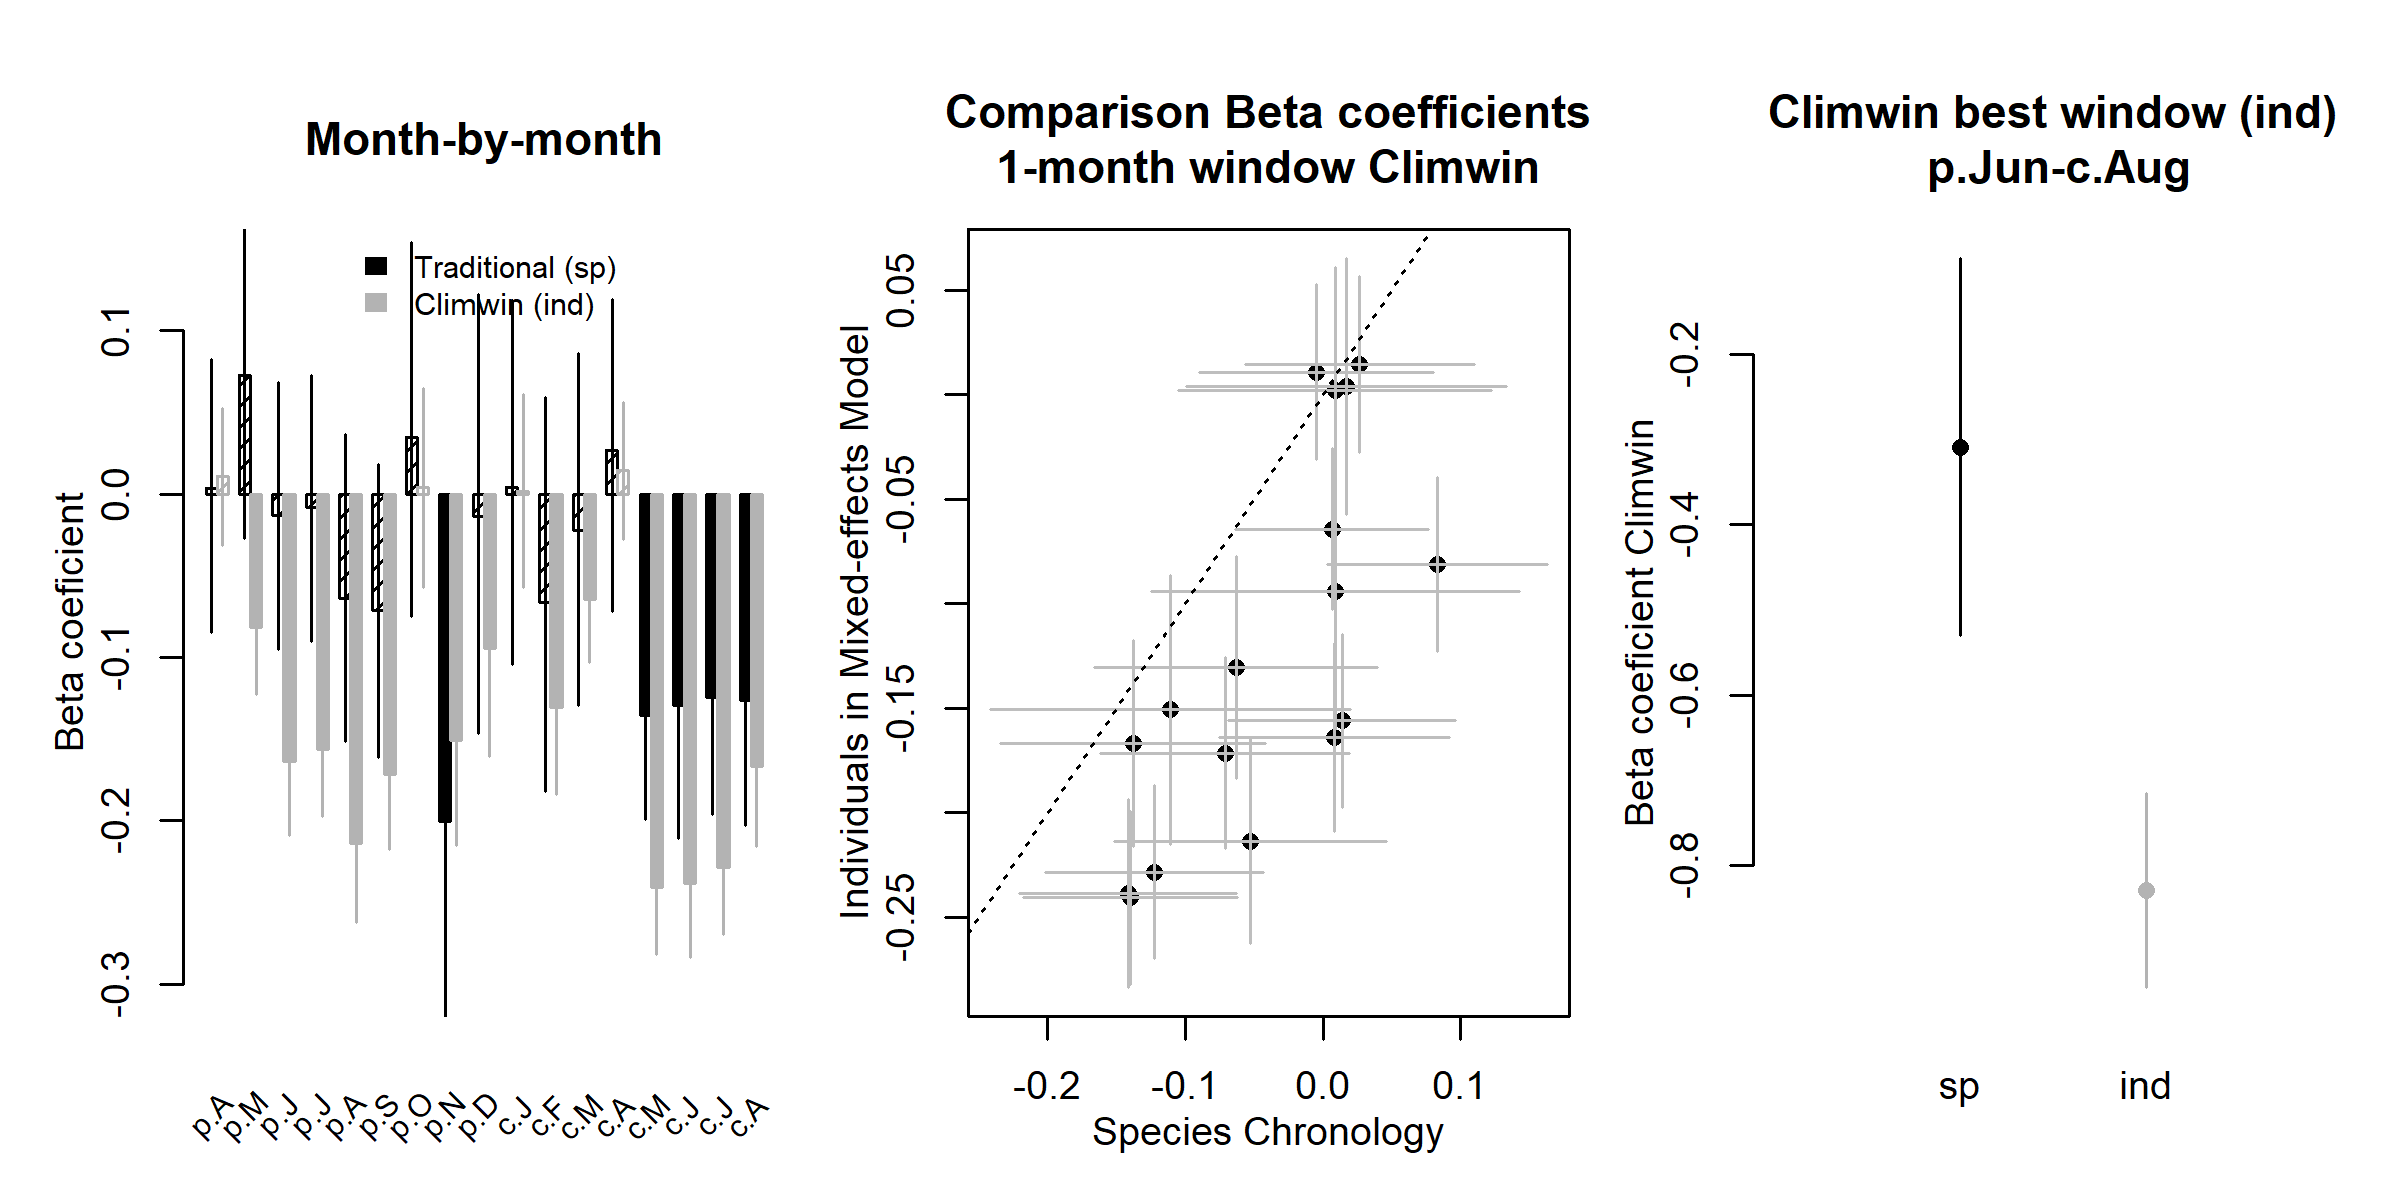 Month-by-month
Traditional (sp)
Climwin (ind)
Beta coeficient
0.1
0.0
-0.1
-0.2
-0.3
p.A
p.M
p.J
p.J
p.A
p.S
p.O
p.N
p.D
c.J
c.F
c.M
c.A
c.M
c.J
c.J
c.A
Comparison Beta coefficients
1-month window Climwin
Individuals in Mixed-effects Model
0.05
-0.05
-0.15
-0.25
-0.2
-0.1
0.0
0.1
Species Chronology
Climwin best window (ind)
p.Jun-c.Aug
Beta coeficient Climwin
-0.2
-0.4
-0.6
-0.8
sp
ind